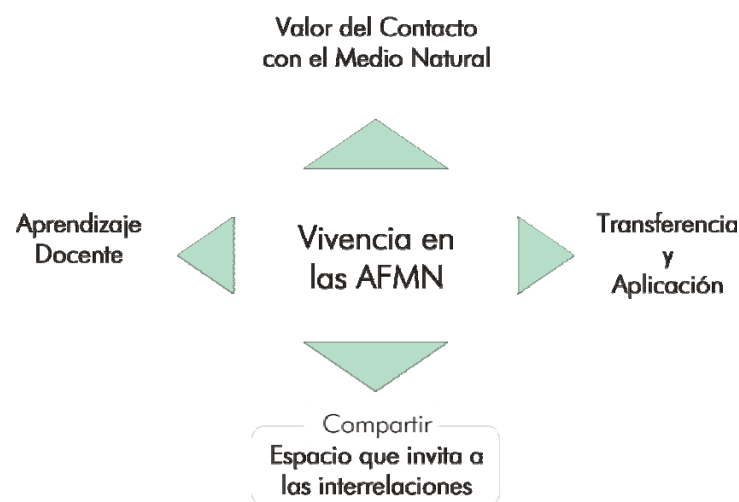 Valor del Contacto
con el Medio Natural
Aprendizaje
Docente
Vivencia en
las AFMN
Transferencia
y
Aplicación
Compartir
Espacio que invita a
las interrelaciones